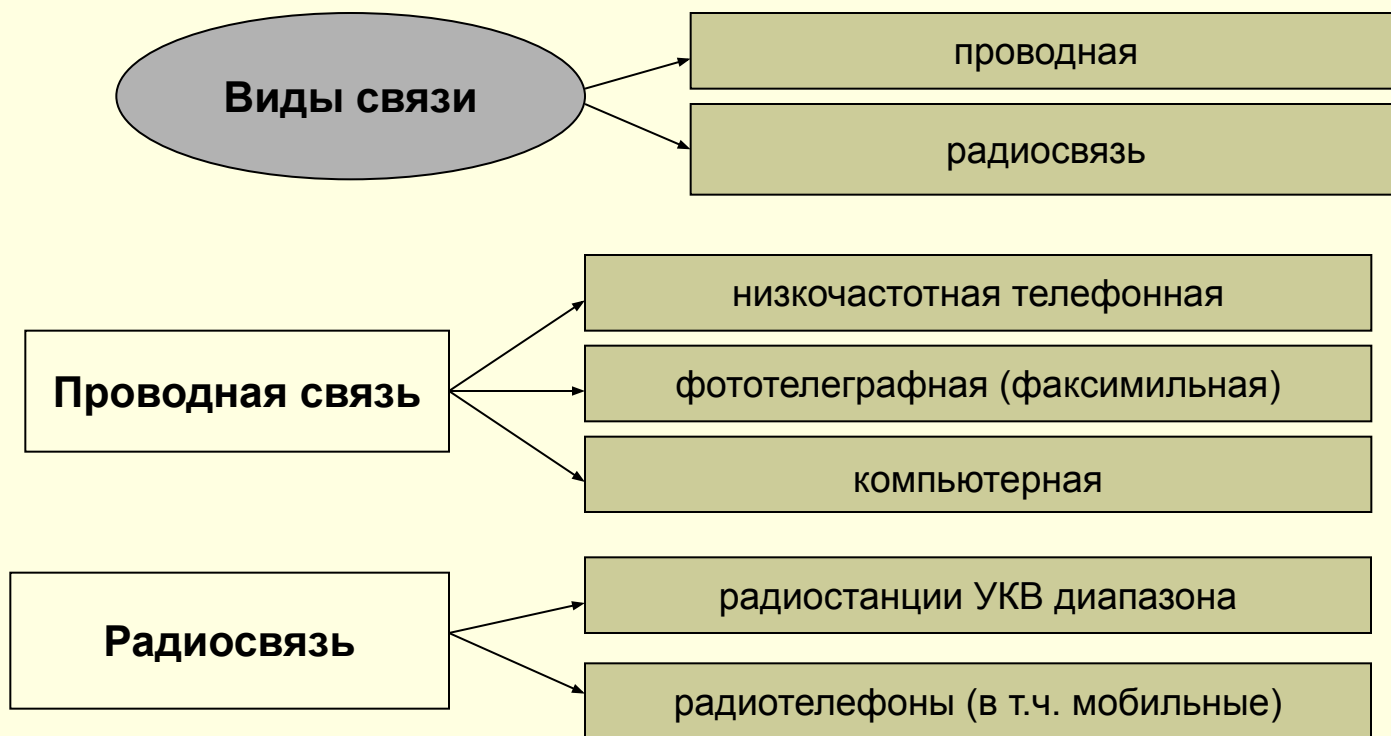 Виды связи
проводная
радиосвязь
Проводная связь
низкочастотная телефонная
фототелеграфная (факсимильная)
компьютерная
Радиосвязь
радиостанции УКВ диапазона
радиотелефоны (в т.ч. мобильные)